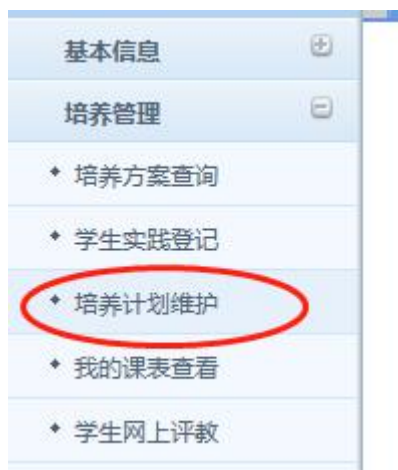 基本信息
培养管理
培养方案查询
学生实践登记
培养计划维护
我的课表查看
学生网上评教